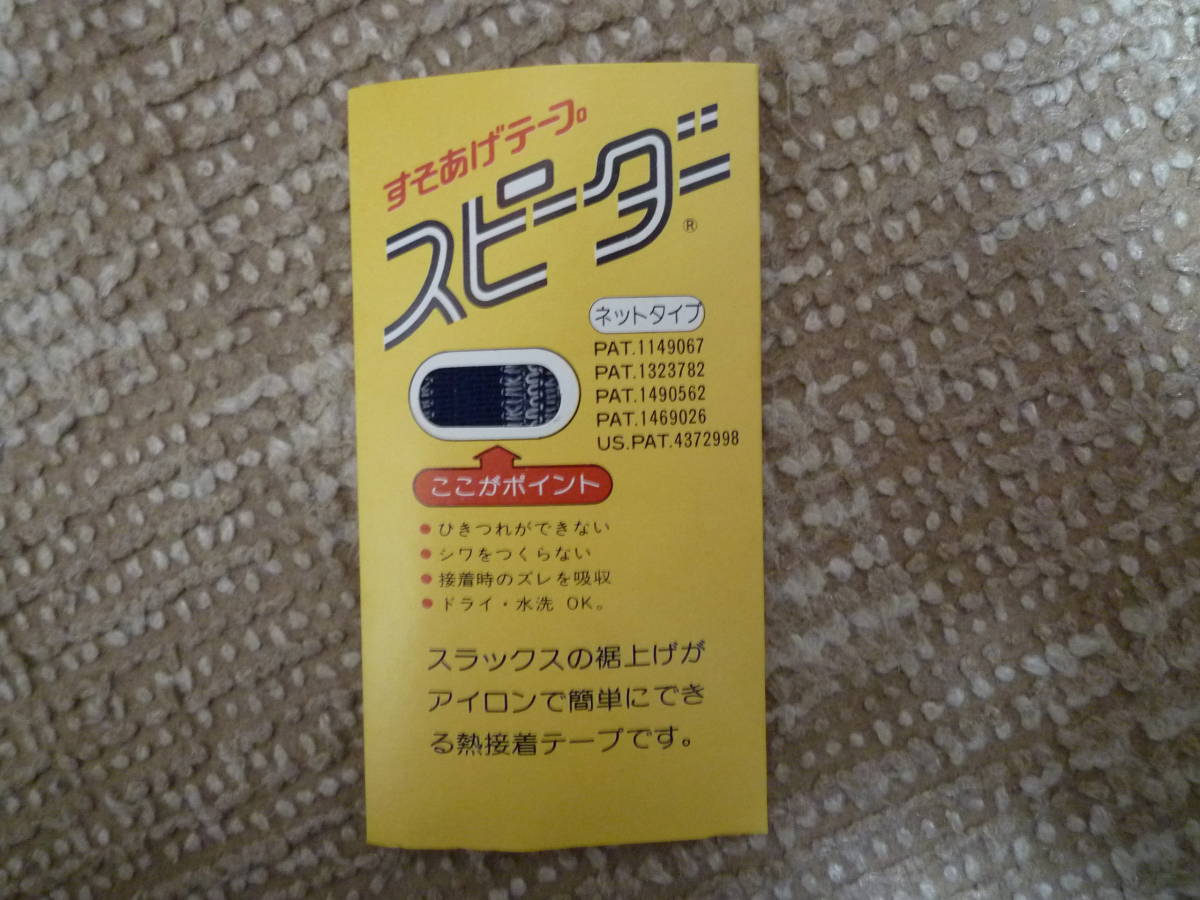 すそあげテープ
スピーダー®
ネットタイプ
PAT.1149067
PAT.1323782
PAT.1490562
PAT.1469026
US.PAT.4372998
ここがポイント
● ひきつれができない
● シワをつくらない
● 接着時のズレを吸収
● ドライ・水洗 OK。
スラックスの裾上げが
アイロンで簡単にでき
る熱接着テープです。